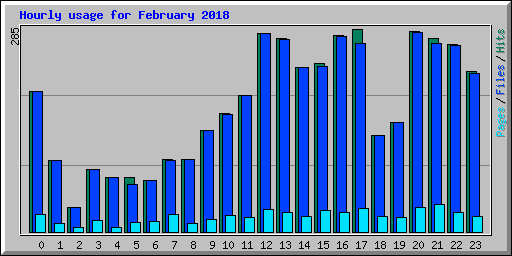 Hourly usage for February 2018
285
Pages/Files/Hits
0 1 2 3 4 5 6 7 8 9 10 11 12 13 14 15 16 17 18 19 20 21 22 23